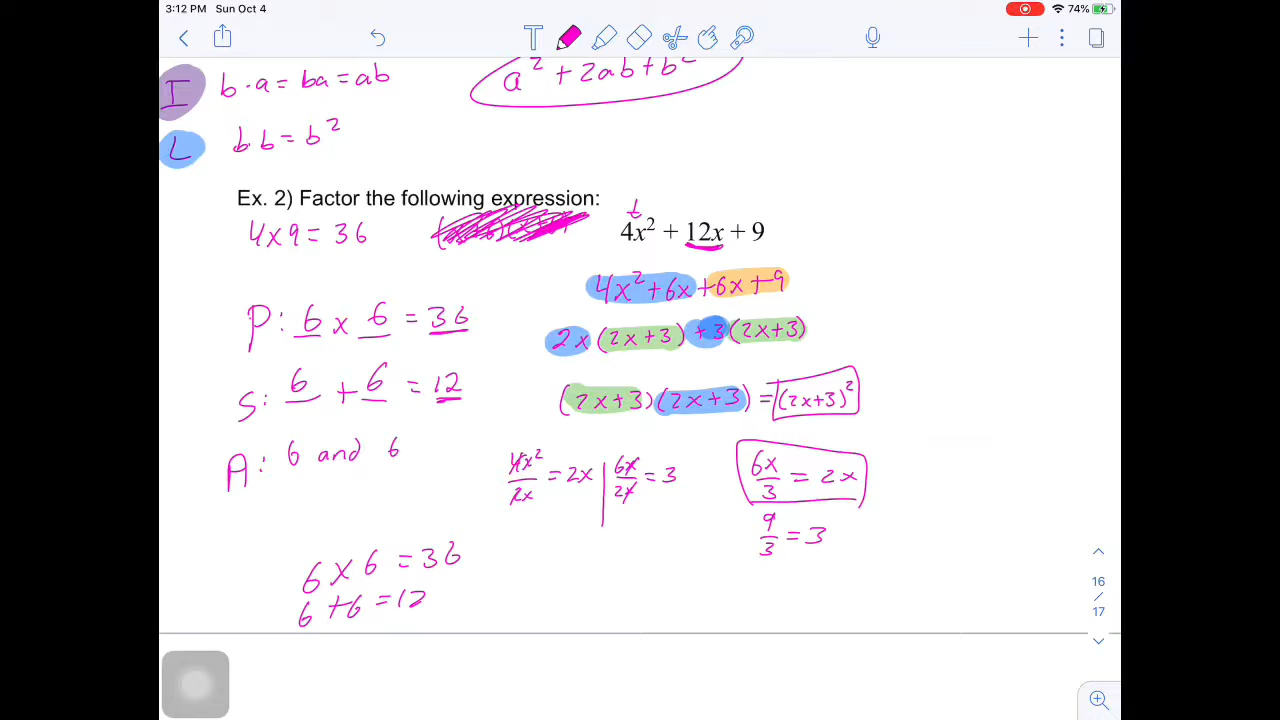 3:12 PM Sun Oct 4
74%
T
I b · a = ba = ab
a² + 2ab + b²
L b·b = b²
Ex. 2) Factor the following expression:
4x² + 12x + 9
4x9 = 36
4x² + 6x + 6x + 9
P: 6 x 6 = 36
2x (2x + 3) + 3 (2x + 3)
S: 6 + 6 = 12
(2x + 3) (2x + 3) = (2x+3)²
A: 6 and 6
4x²/2x = 2x | 6x/2x = 3
6x/3 = 2x
9/3 = 3
6 x 6 = 36
6 + 6 = 12
16
/
17